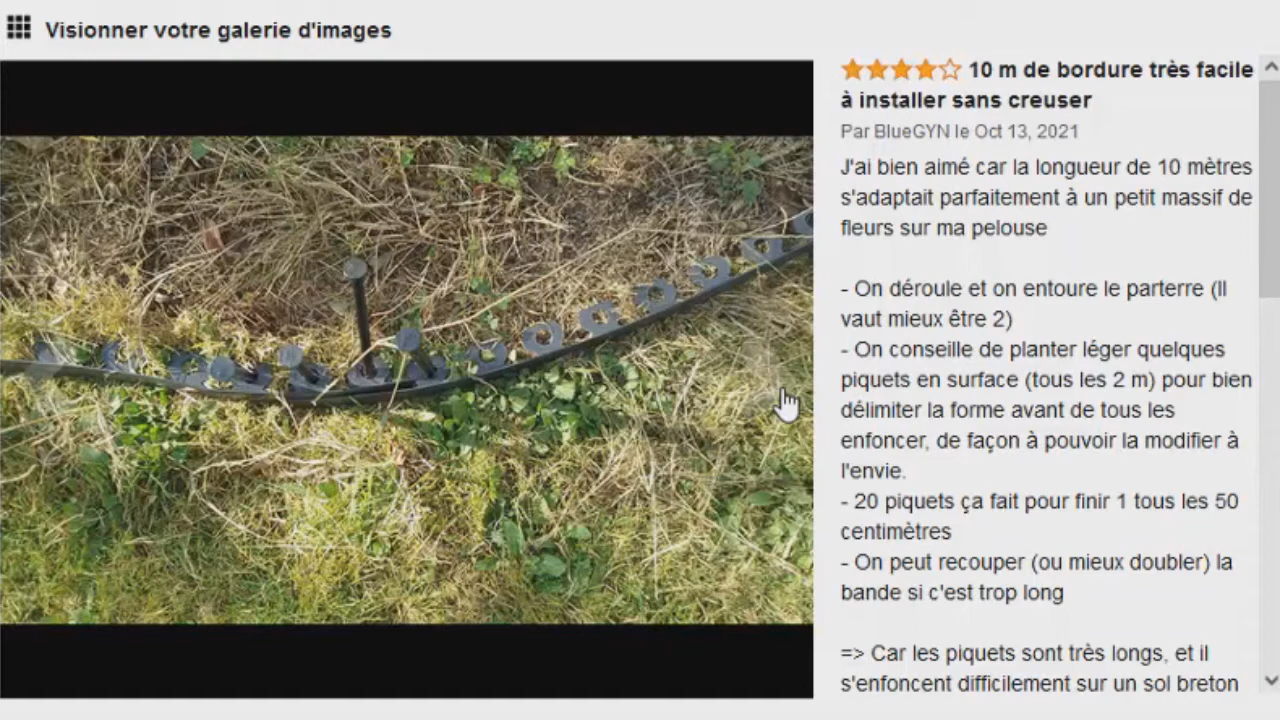 Visionner votre galerie d'images
10 m de bordure très facile
à installer sans creuser
Par BlueGYN le Oct 13, 2021
J'ai bien aimé car la longueur de 10 mètres
s'adaptait parfaitement à un petit massif de
fleurs sur ma pelouse
- On déroule et on entoure le parterre (Il
vaut mieux être 2)
- On conseille de planter léger quelques
piquets en surface (tous les 2 m) pour bien
délimiter la forme avant de tous les
enfoncer, de façon à pouvoir la modifier à
l'envie.
- 20 piquets ça fait pour finir 1 tous les 50
centimètres
- On peut recouper (ou mieux doubler) la
bande si c'est trop long
=> Car les piquets sont très longs, et il
s'enfoncent difficilement sur un sol breton